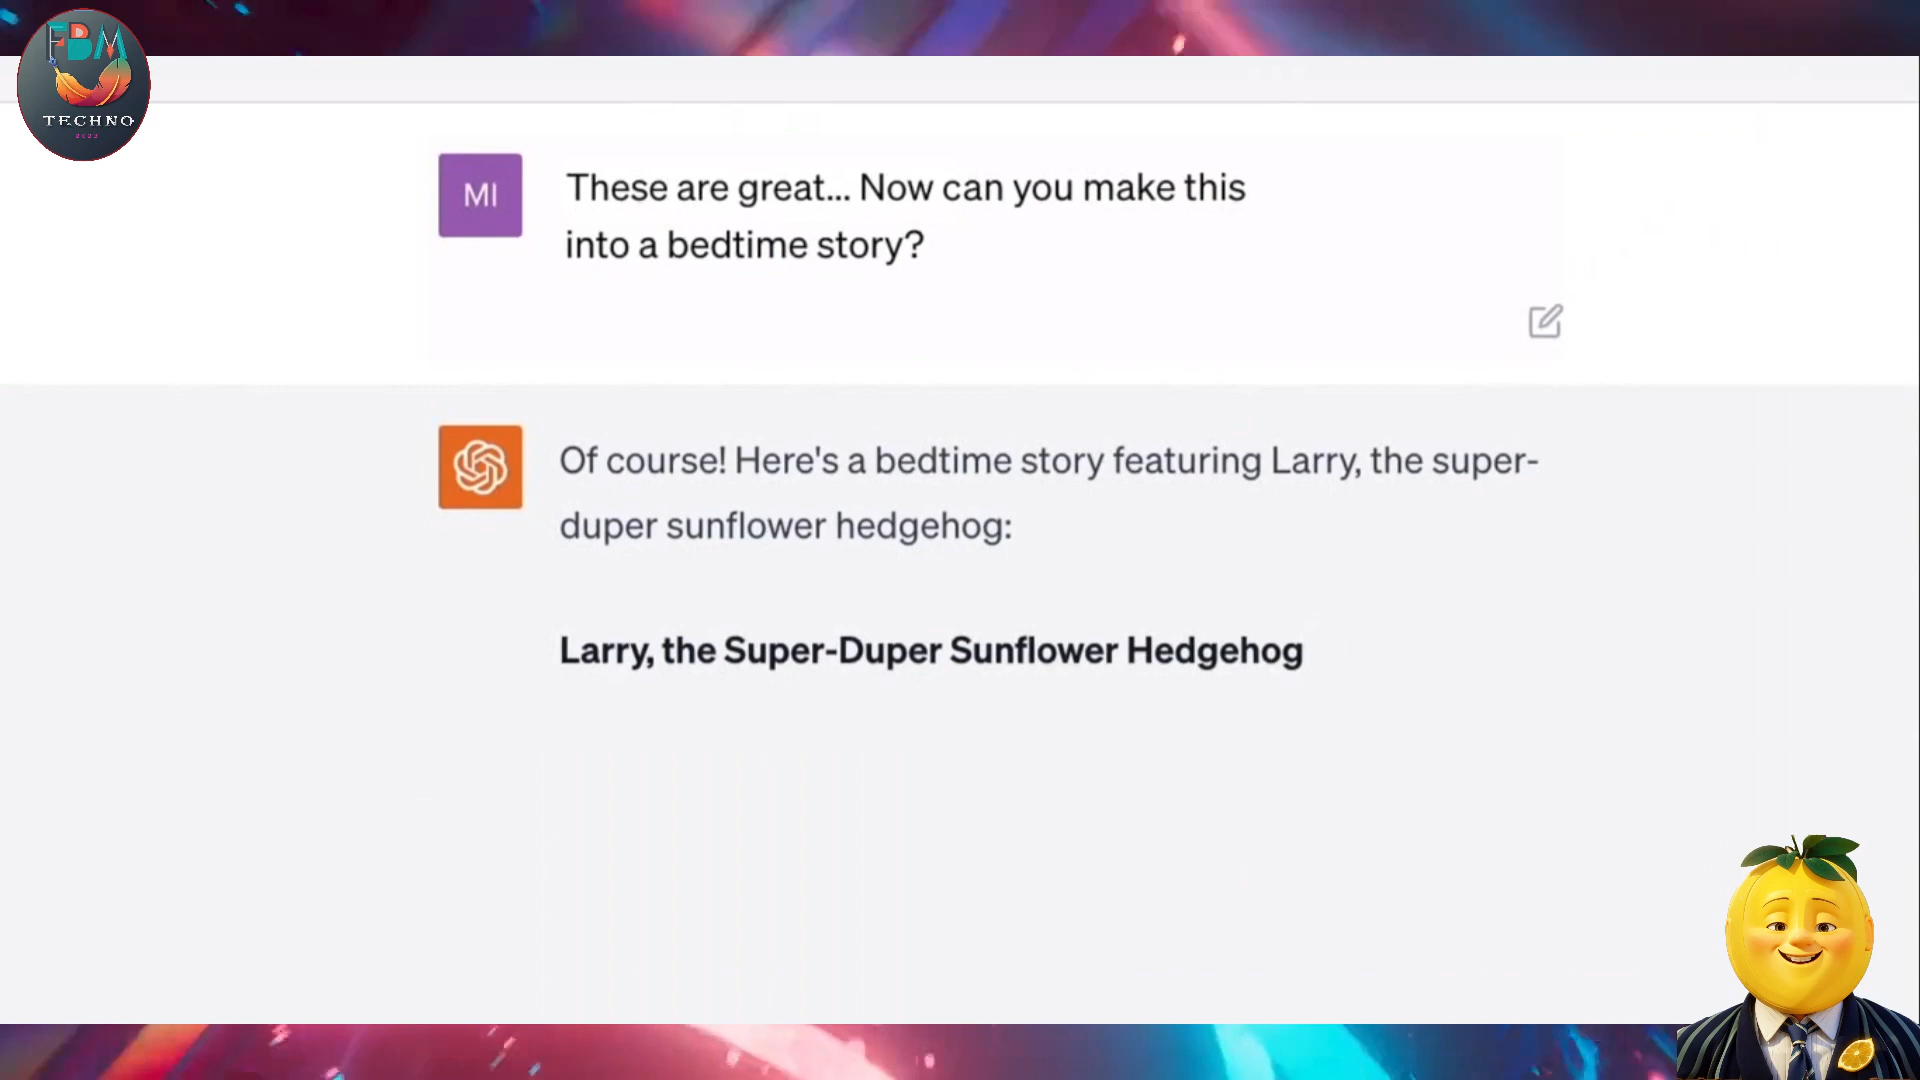 FBM
TECHNO
2023
MI
These are great... Now can you make this
into a bedtime story?
Of course! Here's a bedtime story featuring Larry, the super-
duper sunflower hedgehog:
Larry, the Super-Duper Sunflower Hedgehog